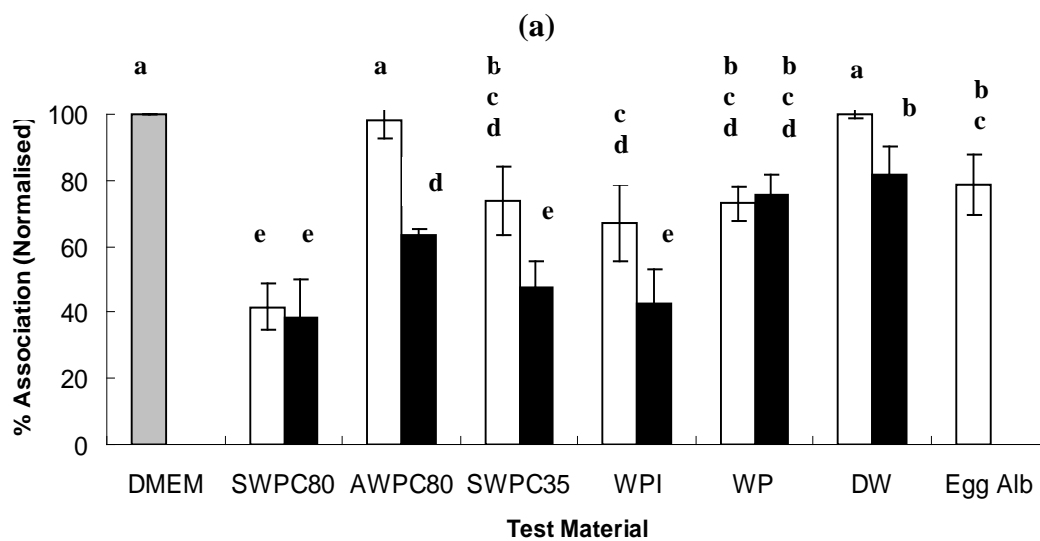 (a)
a a b c d c d b c d b c d a b b c
e e d e e
100
80
60
40
20
0
% Association (Normalised)
DMEM SWPC80 AWPC80 SWPC35 WPI WP DW Egg Alb
Test Material